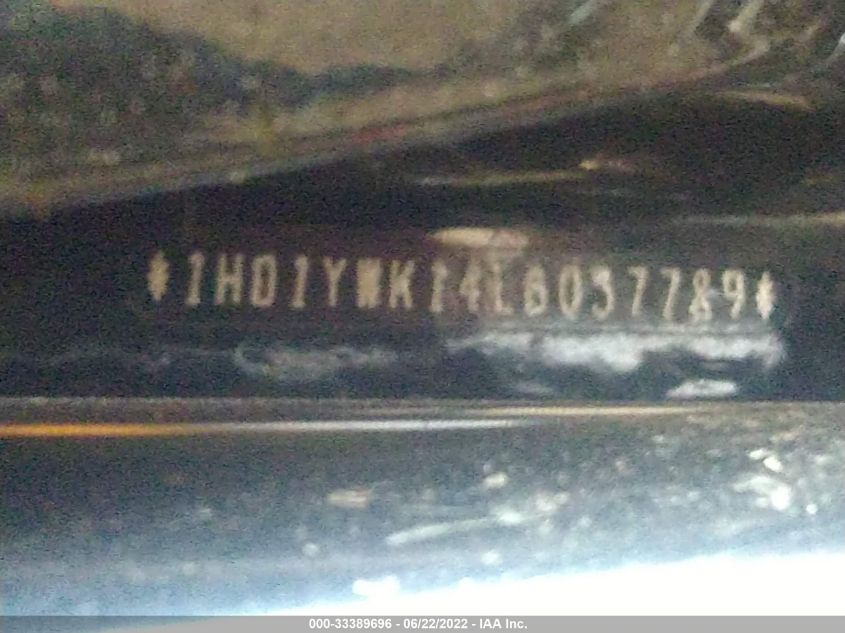 *1HD1YWK14LB037789*
000-33389696 - 06/22/2022 - IAA Inc.